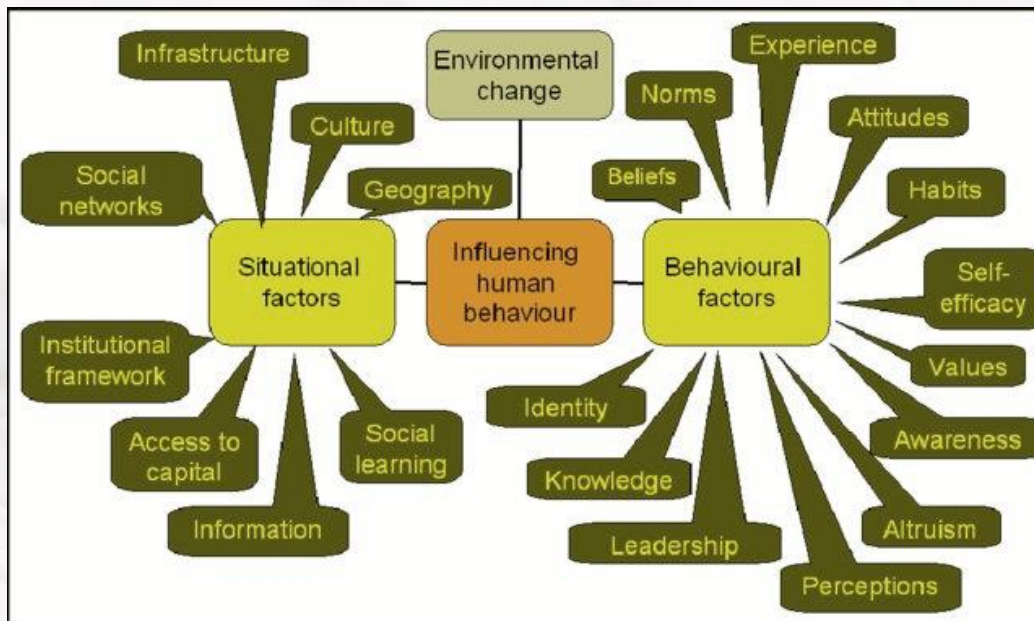 Infrastructure
Culture
Geography
Social
networks
Situational
factors
Institutional
framework
Access to
capital
Information
Social
learning
Environmental
change
Influencing
human
behaviour
Experience
Norms
Attitudes
Beliefs
Habits
Behavioural
factors
Self-
efficacy
Values
Awareness
Identity
Knowledge
Leadership
Altruism
Perceptions